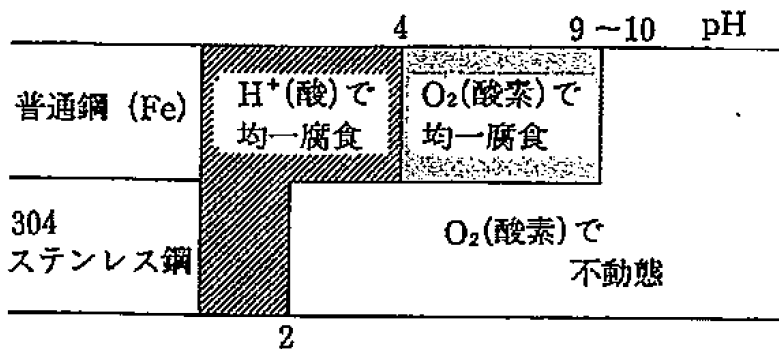 4
9～10
pH
普通鋼 (Fe)
H⁺(酸)で
均一腐食
O₂(酸素)で
均一腐食
304
ステンレス鋼
O₂(酸素)で
不動態
2